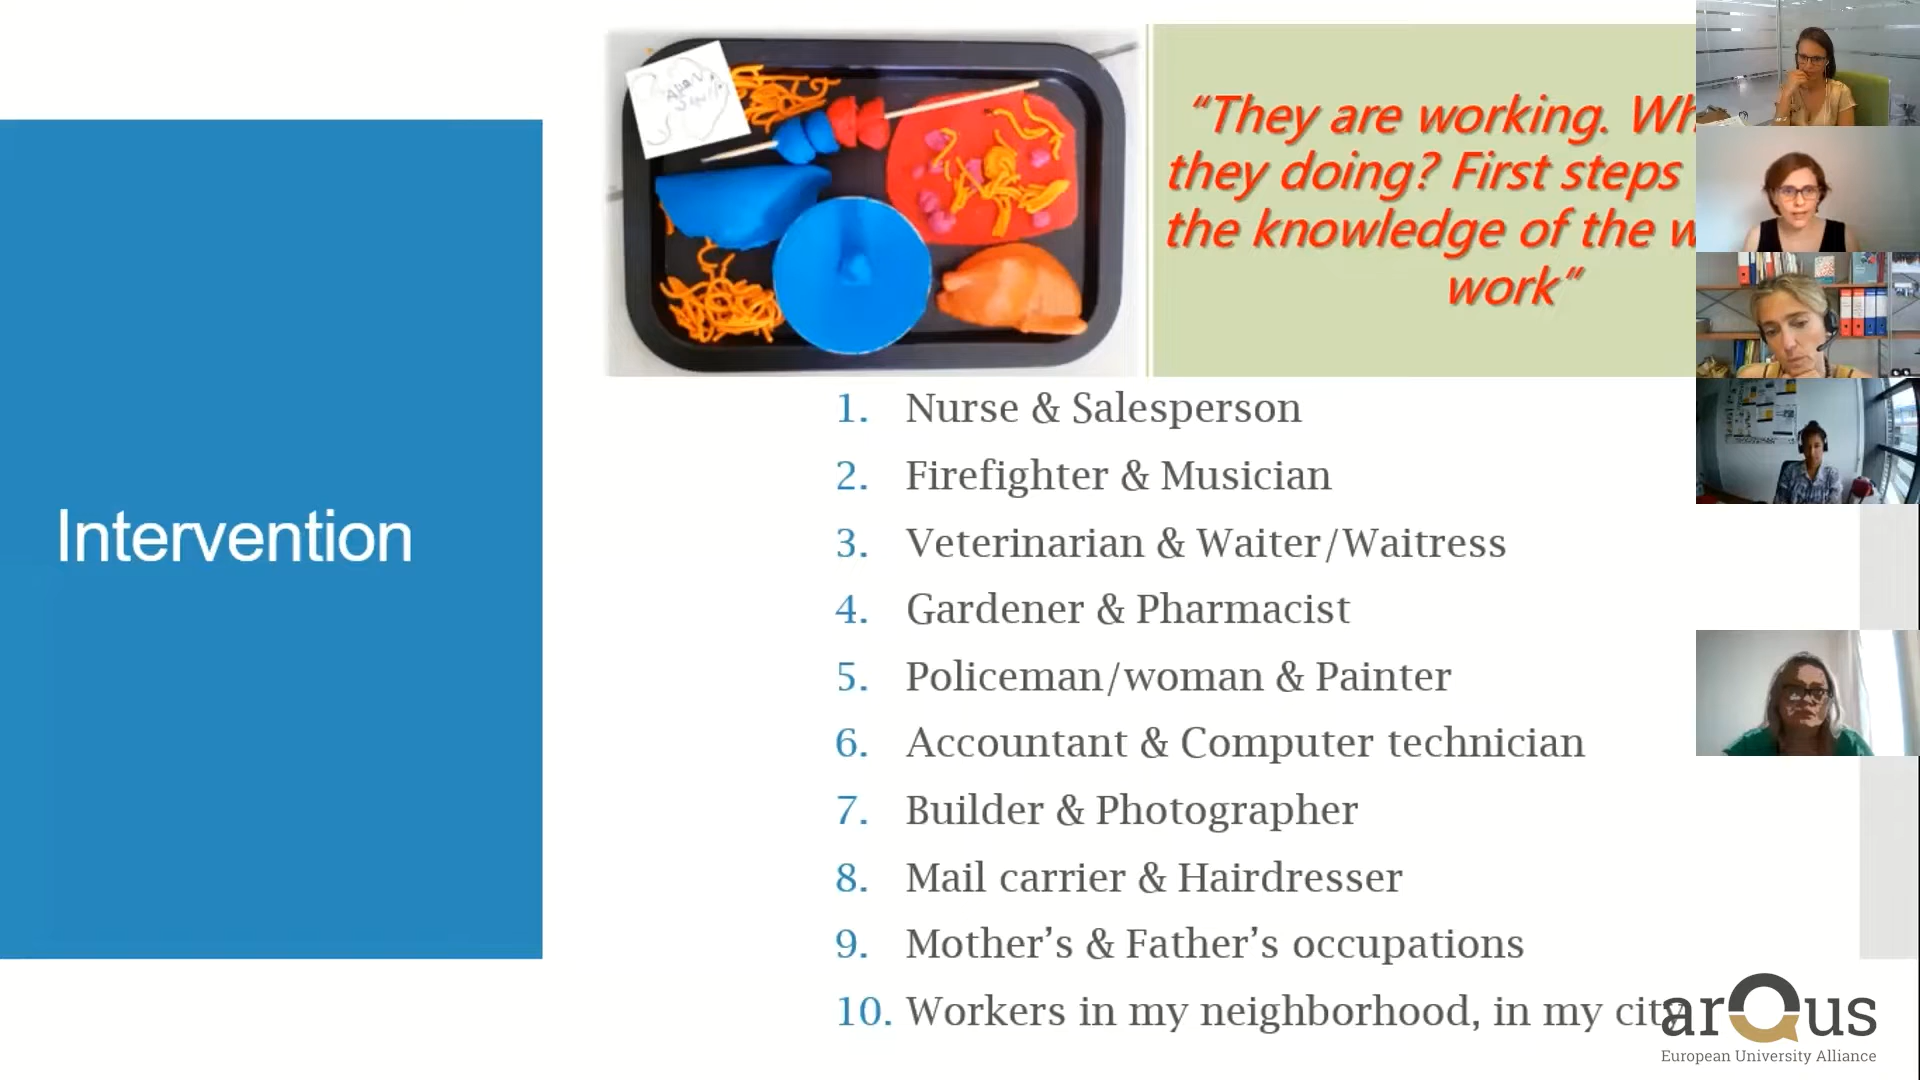 Intervention
“They are working.
they doing? First steps
the knowledge of the
work”
1. Nurse & Salesperson
2. Firefighter & Musician
3. Veterinarian & Waiter/Waitress
4. Gardener & Pharmacist
5. Policeman/woman & Painter
6. Accountant & Computer technician
7. Builder & Photographer
8. Mail carrier & Hairdresser
9. Mother’s & Father’s occupations
10. Workers in my neighborhood, in my city
arQus
European University Alliance